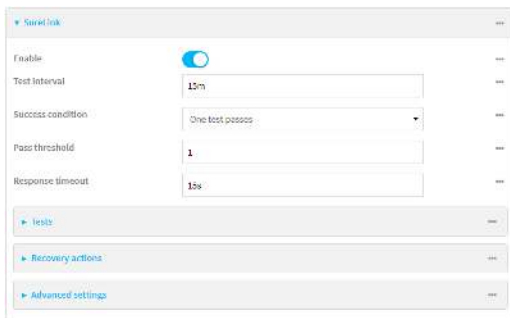 SureLink
Enable
Test interval
15m
Success condition
One test passes
Pass threshold
1
Response timeout
15s
Tests
Recovery actions
Advanced settings